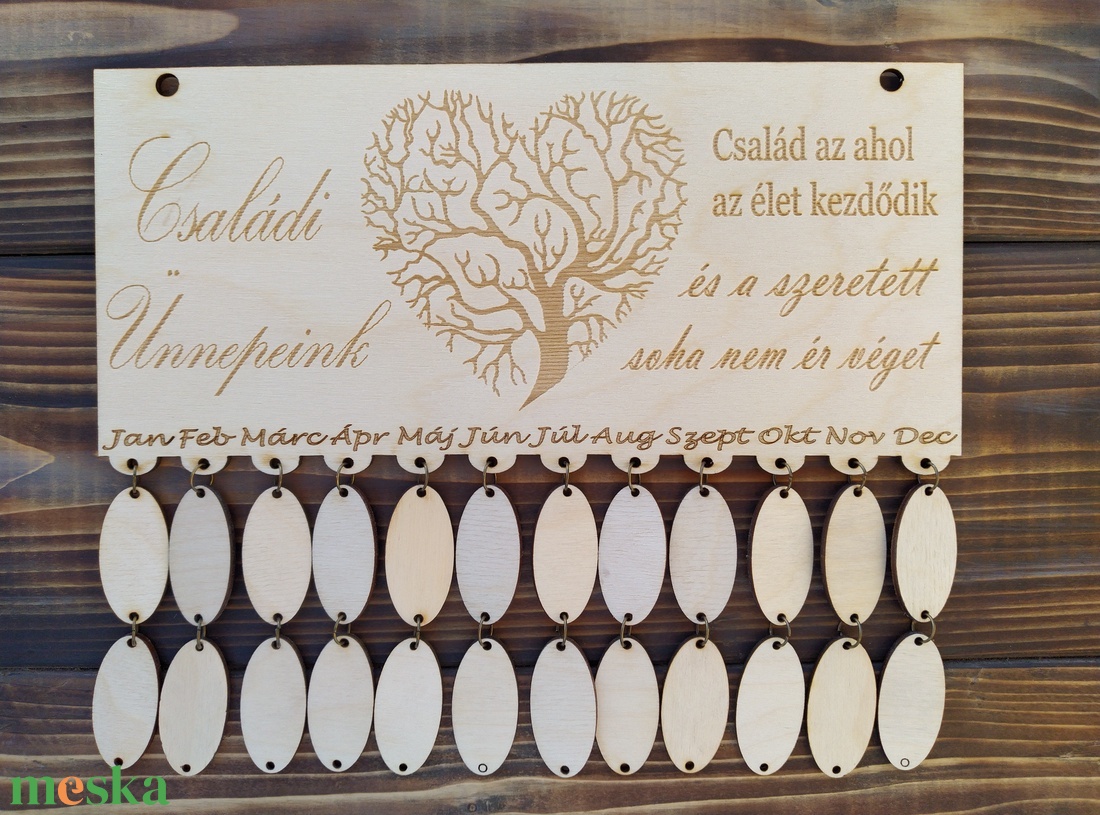 Családi
Ünnepeink
Család az ahol
az élet kezdődik
és a szeretett
soha nem ér véget
Jan Feb Márc Ápr Máj Jún Júl Aug Szept Okt Nov Dec
meska